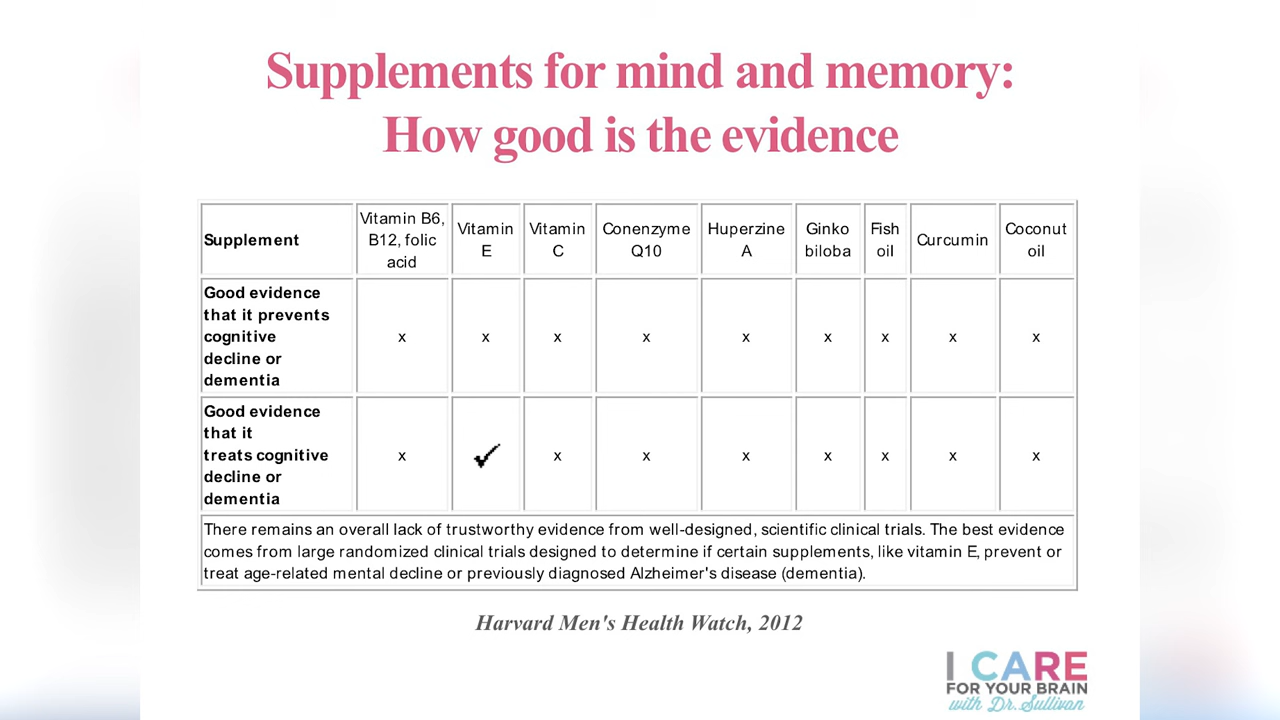 Supplements for mind and memory:
How good is the evidence
Supplement
Vitamin B6,
B12, folic
acid
Vitamin
E
Vitamin
C
Conenzyme
Q10
Huperzine
A
Ginko
biloba
Fish
oil
Curcumin
Coconut
oil
Good evidence
that it prevents
cognitive
decline or
dementia
x x x x x x x x x
Good evidence
that it
treats cognitive
decline or
dementia
x ✓ x x x x x x x
There remains an overall lack of trustworthy evidence from well-designed, scientific clinical trials. The best evidence
comes from large randomized clinical trials designed to determine if certain supplements, like vitamin E, prevent or
treat age-related mental decline or previously diagnosed Alzheimer's disease (dementia).
Harvard Men's Health Watch, 2012
I CARE
FOR YOUR BRAIN
with Dr. Sullivan